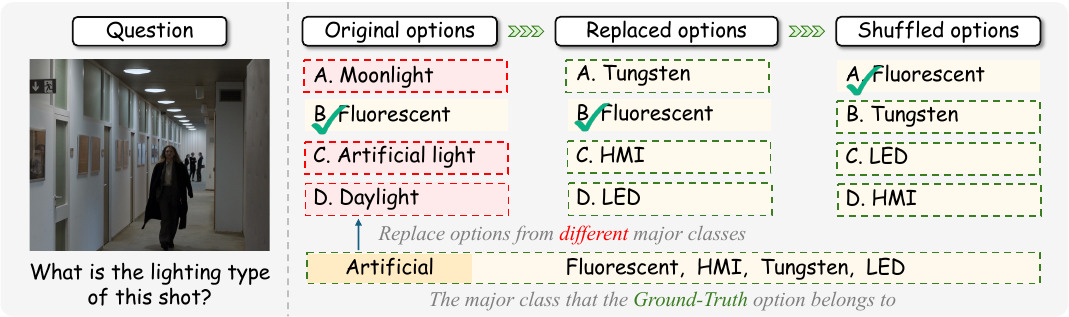 Question
What is the lighting type
of this shot?
Original options
A. Moonlight
B. Fluorescent
C. Artificial light
D. Daylight
Replaced options
A. Tungsten
B. Fluorescent
C. HMI
D. LED
Shuffled options
A. Fluorescent
B. Tungsten
C. LED
D. HMI
Replace options from different major classes
Artificial
Fluorescent, HMI, Tungsten, LED
The major class that the Ground-Truth option belongs to